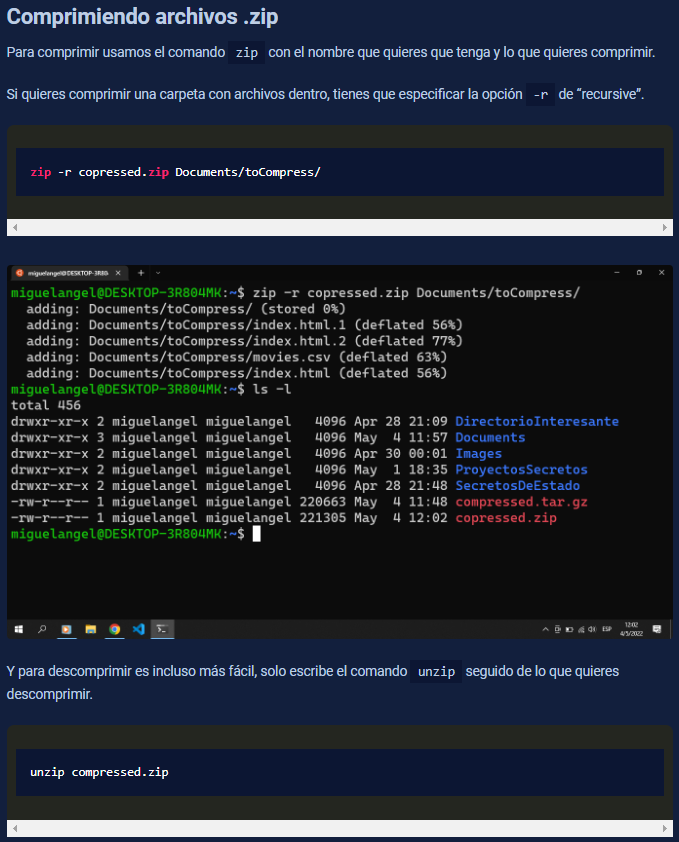 Comprimiendo archivos .zip
Para comprimir usamos el comando zip con el nombre que quieres que tenga y lo que quieres comprimir.
Si quieres comprimir una carpeta con archivos dentro, tienes que especificar la opción -r de “recursive”.
zip -r copressed.zip Documents/toCompress/
miguelangel@DESKTOP-3R804MK:~$ zip -r copressed.zip Documents/toCompress/
adding: Documents/toCompress/ (stored 0%)
adding: Documents/toCompress/index.html.1 (deflated 56%)
adding: Documents/toCompress/index.html.2 (deflated 77%)
adding: Documents/toCompress/movies.csv (deflated 63%)
adding: Documents/toCompress/index.html (deflated 56%)
miguelangel@DESKTOP-3R804MK:~$ ls -l
total 456
drwxr-xr-x 2 miguelangel miguelangel 4096 Apr 28 21:09 DirectorioInteresante
drwxr-xr-x 3 miguelangel miguelangel 4096 May 4 11:57 Documents
drwxr-xr-x 2 miguelangel miguelangel 4096 Apr 30 00:01 Images
drwxr-xr-x 2 miguelangel miguelangel 4096 May 1 18:35 ProyectosSecretos
drwxr-xr-x 2 miguelangel miguelangel 4096 Apr 28 21:48 SecretosDeEstado
-rw-r--r-- 1 miguelangel miguelangel 220663 May 4 11:48 compressed.tar.gz
-rw-r--r-- 1 miguelangel miguelangel 221305 May 4 12:02 copressed.zip
miguelangel@DESKTOP-3R804MK:~$
ESP
12:02
4/5/2022
Y para descomprimir es incluso más fácil, solo escribe el comando unzip seguido de lo que quieres
descomprimir.
unzip compressed.zip